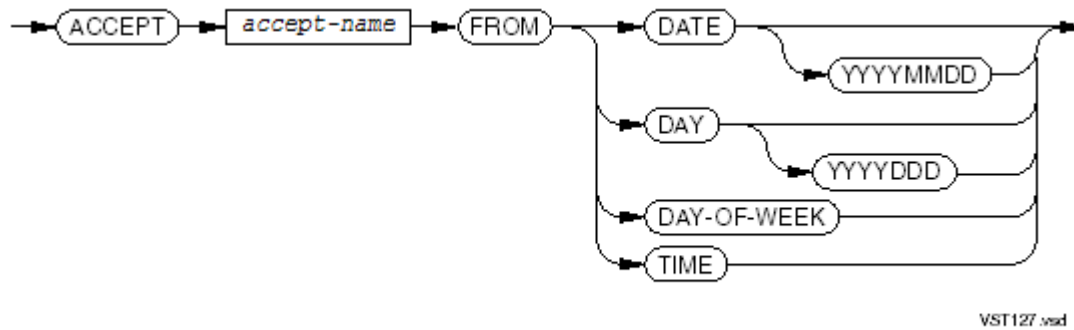 ACCEPT accept-name FROM DATE
YYYYMMDD
DAY
YYYYDDD
DAY-OF-WEEK
TIME
VST127.vsd